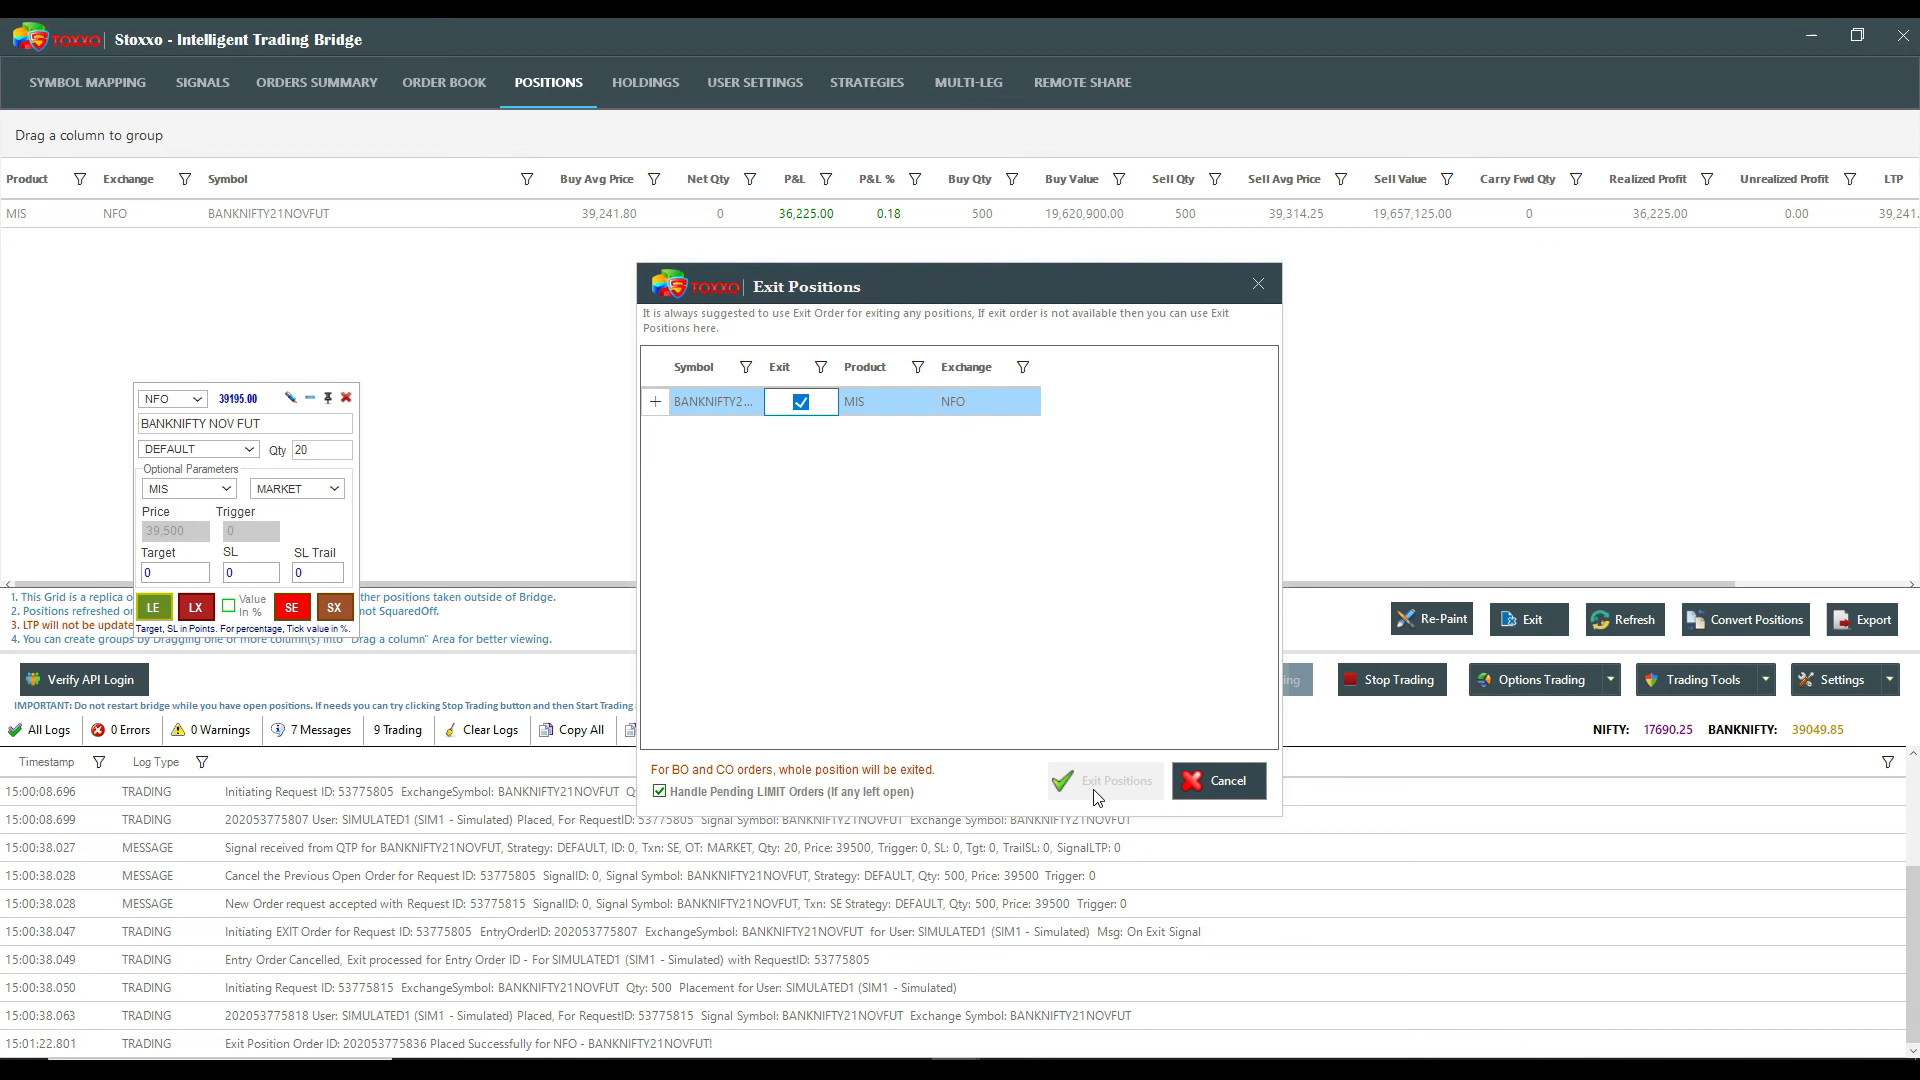 TOXXO | Stoxxo - Intelligent Trading Bridge
SYMBOL MAPPING SIGNALS ORDERS SUMMARY ORDER BOOK POSITIONS HOLDINGS USER SETTINGS STRATEGIES MULTI-LEG REMOTE SHARE
Drag a column to group
Product Exchange Symbol Buy Avg Price Net Qty P&L P&L % Buy Qty Buy Value Sell Qty Sell Avg Price Sell Value Carry Fwd Qty Realized Profit Unrealized Profit LTP
MIS NFO BANKNIFTY21NOVFUT 39,241.80 0 36,225.00 0.18 500 19,620,900.00 500 39,314.25 19,657,125.00 0 36,225.00 0.00 39,241.
TOXXO | Exit Positions
It is always suggested to use Exit Order for exiting any positions, If exit order is not available then you can use Exit
Positions here.
Symbol Exit Product Exchange
BANKNIFTY2... MIS NFO
For BO and CO orders, whole position will be exited.
Handle Pending LIMIT Orders (If any left open)
Exit Positions Cancel
NFO 39195.00
BANKNIFTY NOV FUT
DEFAULT Qty 20
Optional Parameters
MIS MARKET
Price Trigger
39,500 0
Target SL SL Trail
0 0 0
LE LX Value In % SE SX
Target, SL in Points. For percentage, Tick value in %.
1. This Grid is a replica o ther positions taken outside of Bridge.
2. Positions refreshed or not SquaredOff.
3. LTP will not be update
4. You can create groups by Dragging one or more column(s) into "Drag a column" Area for better viewing.
Re-Paint Exit Refresh Convert Positions Export
Verify API Login ing Stop Trading Options Trading Trading Tools Settings
IMPORTANT: Do not restart bridge while you have open positions. If needs you can try clicking Stop Trading button and then Start Trading
All Logs 0 Errors 0 Warnings 7 Messages 9 Trading Clear Logs Copy All NIFTY: 17690.25 BANKNIFTY: 39049.85
Timestamp Log Type
15:00:08.696 TRADING Initiating Request ID: 53775805 ExchangeSymbol: BANKNIFTY21NOVFUT Q
15:00:08.699 TRADING 202053775807 User: SIMULATED1 (SIM1 - Simulated) Placed, For RequestID: 53775805 Signal Symbol: BANKNIFTY21NOVFUT Exchange Symbol: BANKNIFTY21NOVFUT
15:00:38.027 MESSAGE Signal received from QTP for BANKNIFTY21NOVFUT, Strategy: DEFAULT, ID: 0, Txn: SE, OT: MARKET, Qty: 20, Price: 39500, Trigger: 0, SL: 0, Tgt: 0, TrailSL: 0, SignalLTP: 0
15:00:38.028 MESSAGE Cancel the Previous Open Order for Request ID: 53775805 SignalID: 0, Signal Symbol: BANKNIFTY21NOVFUT, Strategy: DEFAULT, Qty: 500, Price: 39500 Trigger: 0
15:00:38.028 MESSAGE New Order request accepted with Request ID: 53775815 SignalID: 0, Signal Symbol: BANKNIFTY21NOVFUT, Txn: SE Strategy: DEFAULT, Qty: 500, Price: 39500 Trigger: 0
15:00:38.047 TRADING Initiating EXIT Order for Request ID: 53775805 EntryOrderID: 202053775807 ExchangeSymbol: BANKNIFTY21NOVFUT for User: SIMULATED1 (SIM1 - Simulated) Msg: On Exit Signal
15:00:38.049 TRADING Entry Order Cancelled, Exit processed for Entry Order ID - For SIMULATED1 (SIM1 - Simulated) with RequestID: 53775805
15:00:38.050 TRADING Initiating Request ID: 53775815 ExchangeSymbol: BANKNIFTY21NOVFUT Qty: 500 Placement for User: SIMULATED1 (SIM1 - Simulated)
15:00:38.063 TRADING 202053775818 User: SIMULATED1 (SIM1 - Simulated) Placed, For RequestID: 53775815 Signal Symbol: BANKNIFTY21NOVFUT Exchange Symbol: BANKNIFTY21NOVFUT
15:01:22.801 TRADING Exit Position Order ID: 202053775836 Placed Successfully for NFO - BANKNIFTY21NOVFUT!